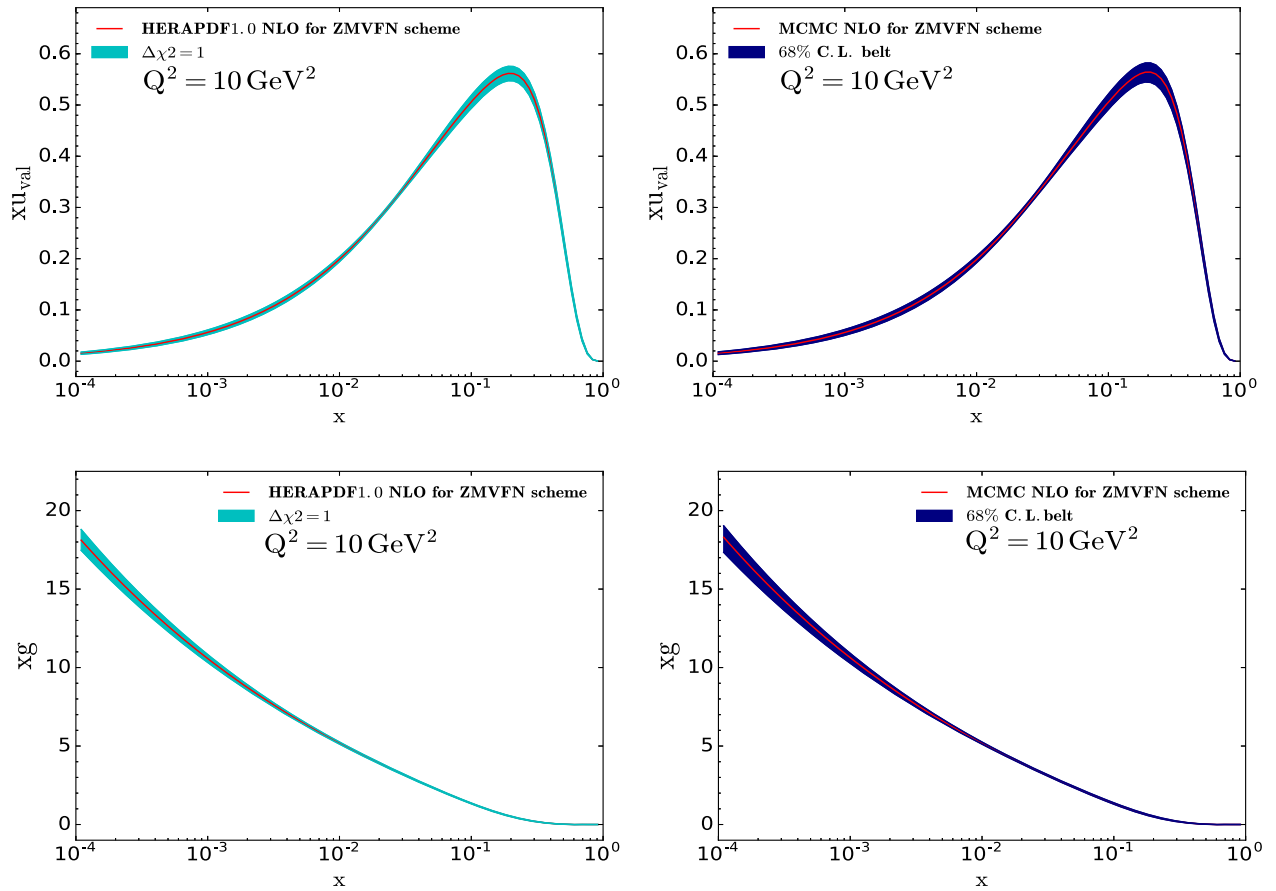 HERAPDF1.0 NLO for ZMVFN scheme
Δχ2 = 1
Q² = 10 GeV²
0.6
0.5
0.4
0.3
0.2
0.1
0.0
xu_val
10⁻⁴ 10⁻³ 10⁻² 10⁻¹ 10⁰
x
MCMC NLO for ZMVFN scheme
68% C.L. belt
Q² = 10 GeV²
0.6
0.5
0.4
0.3
0.2
0.1
0.0
xu_val
10⁻⁴ 10⁻³ 10⁻² 10⁻¹ 10⁰
x
HERAPDF1.0 NLO for ZMVFN scheme
Δχ2 = 1
Q² = 10 GeV²
20
15
10
5
0
xg
10⁻⁴ 10⁻³ 10⁻² 10⁻¹ 10⁰
x
MCMC NLO for ZMVFN scheme
68% C.L. belt
Q² = 10 GeV²
20
15
10
5
0
xg
10⁻⁴ 10⁻³ 10⁻² 10⁻¹ 10⁰
x